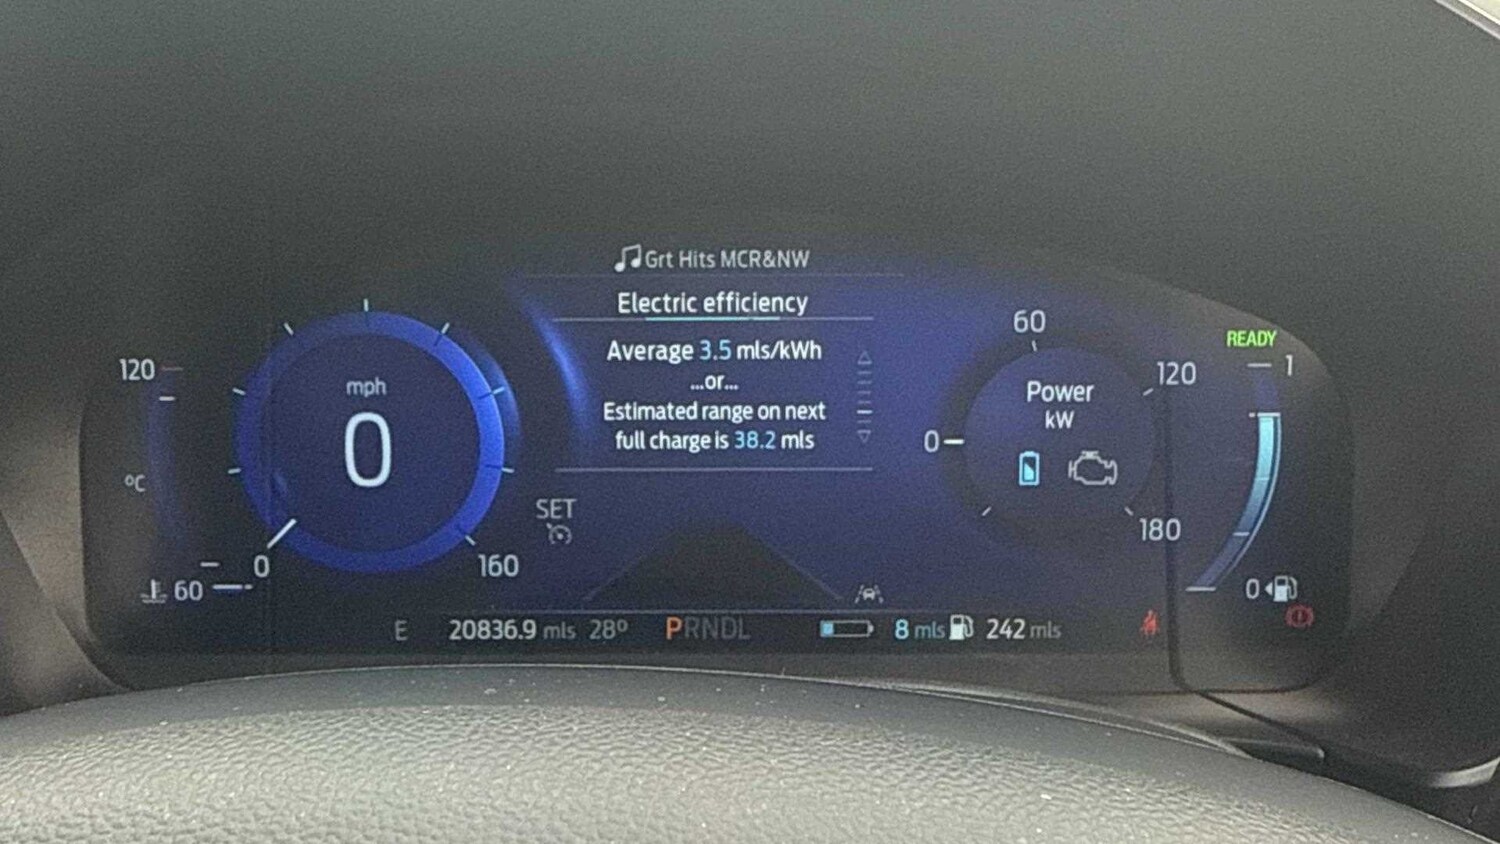 Grt Hits MCR&NW
Electric efficiency
Average 3.5 mls/kWh
...or...
Estimated range on next
full charge is 38.2 mls
120
°C
60
mph
0
0
160
SET
60
120
Power
kW
0
180
READY
1
0
E 20836.9 mls 28° PRNDL 8 mls 242 mls